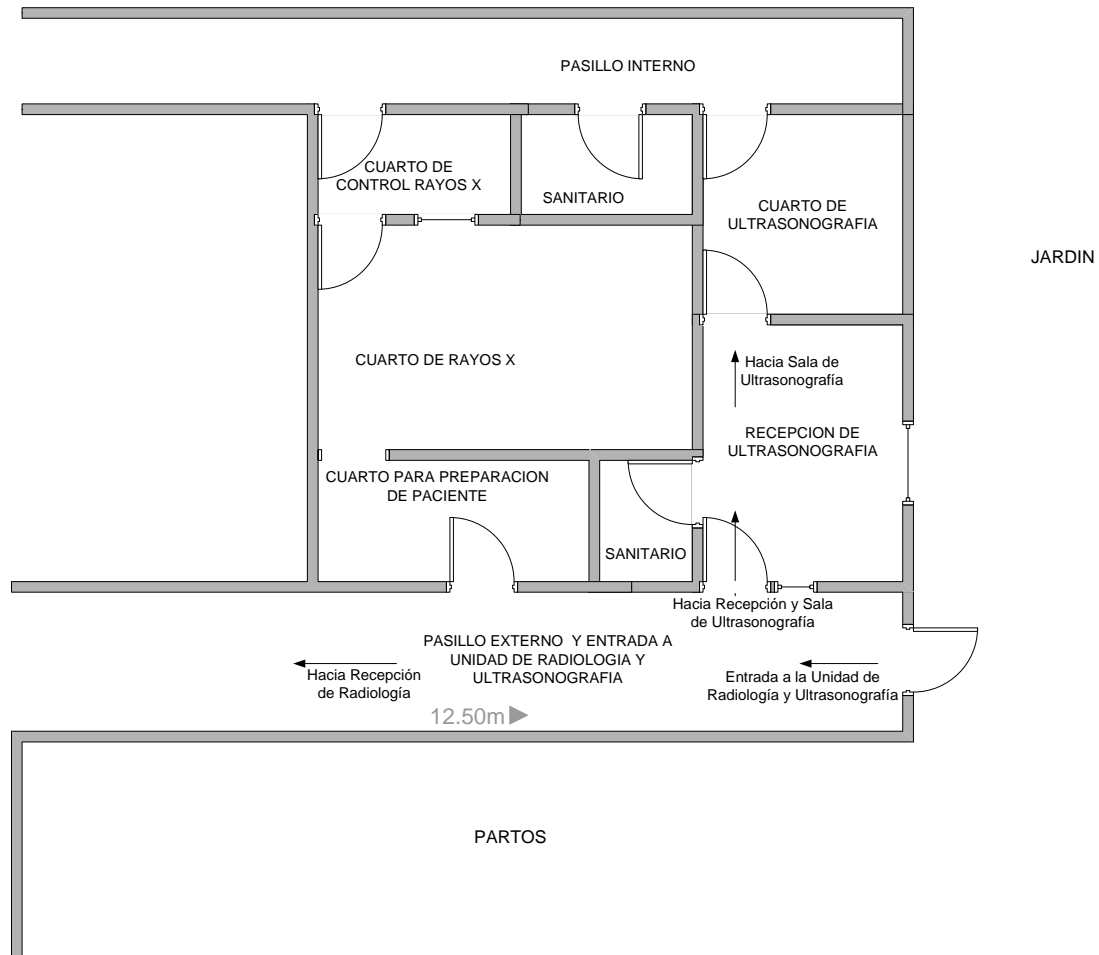 PASILLO INTERNO
CUARTO DE
CONTROL RAYOS X
SANITARIO
CUARTO DE
ULTRASONOGRAFIA
JARDIN
CUARTO DE RAYOS X
Hacia Sala de
Ultrasonografía
RECEPCION DE
ULTRASONOGRAFIA
CUARTO PARA PREPARACION
DE PACIENTE
SANITARIO
Hacia Recepción y Sala
de Ultrasonografía
PASILLO EXTERNO Y ENTRADA A
UNIDAD DE RADIOLOGIA Y
ULTRASONOGRAFIA
Hacia Recepción
de Radiología
Entrada a la Unidad de
Radiología y Ultrasonografía
12.50m
PARTOS